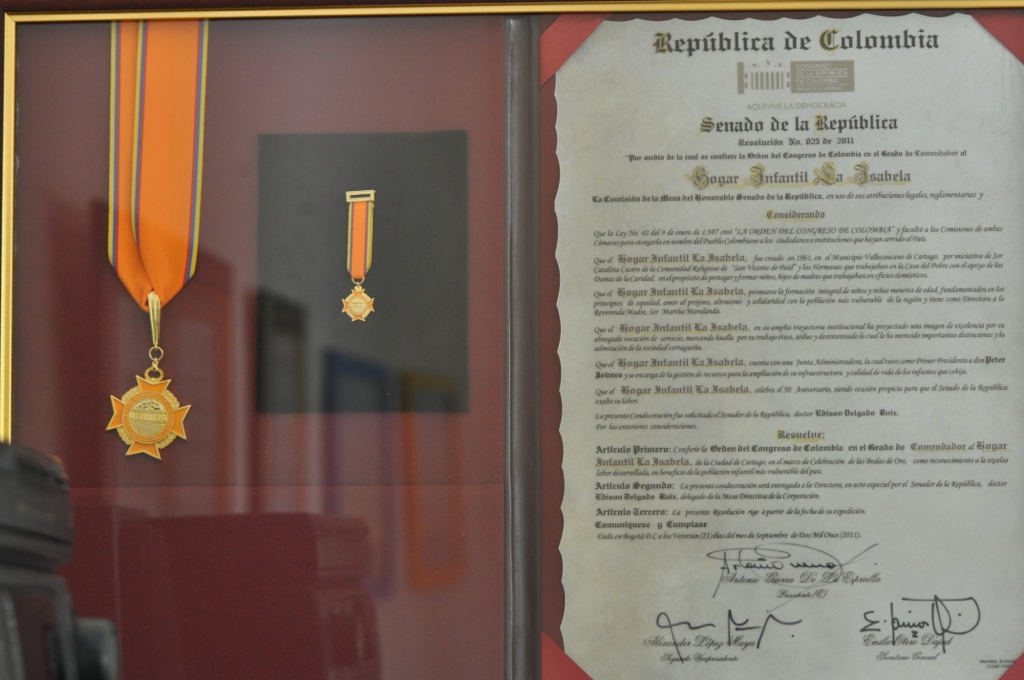 República de Colombia
CONGRESO
DE LA REPÚBLICA
DE COLOMBIA
AQUÍ VIVE LA DEMOCRACIA
Senado de la República
Resolución No. 025 de 2011
"Por medio de la cual se confiere la Orden del Congreso de Colombia en el Grado de Comendador al
Hogar Infantil La Isabela
La Comisión de la Mesa del Honorable Senado de la República, en uso de sus atribuciones legales, reglamentarias y
Considerando
Que la Ley No. 02 del 9 de enero de 1.987 creó "LA ORDEN DEL CONGRESO DE COLOMBIA" y facultó a las Comisiones de ambas
Cámaras para otorgarla en nombre del Pueblo Colombiano a los ciudadanos e instituciones que hayan servido al País.
Que el Hogar Infantil La Isabela, fue creado en 1961, en el Municipio Vallecaucano de Cartago, por iniciativa de Sor
Catalina Castro de la Comunidad Religiosa de "San Vicente de Paúl" y las Hermanas que trabajaban en la Casa del Pobre con el apoyo de las
Damas de la Caridad, en el propósito de proteger y formar niños, hijos de madres que trabajaban en oficios domésticos.
Que el Hogar Infantil La Isabela, promueve la formación integral de niños y niñas menores de edad, fundamentados en los
principios de equidad, amor al prójimo, altruismo y solidaridad con la población más vulnerable de la región y tiene como Directora a la
Reverenda Madre, Sor Martha Marulanda.
Que el Hogar Infantil La Isabela, en su amplia trayectoria institucional ha proyectado una imagen de excelencia por su
abnegada vocación de servicio, marcando huella por su trabajo ético, arduo y desinteresado lo cual le ha merecido importantes distinciones y la
admiración de la sociedad cartagueña.
Que el Hogar Infantil La Isabela, cuenta con una Junta Administradora, la cual tuvo como Primer Presidente a don Peter
Johnes y se encarga de la gestión de recursos para la ampliación de su infraestructura y calidad de vida de los infantes que cobija.
Que el Hogar Infantil La Isabela, celebra el 50 Aniversario, siendo ocasión propicia para que el Senado de la República
exalte su labor.
La presente Condecoración fue solicitada el Senador de la República, doctor Edison Delgado Ruiz.
Por las anteriores consideraciones,
Resuelve:
Artículo Primero: Conferir la Orden del Congreso de Colombia en el Grado de Comendador al Hogar
Infantil La Isabela, de la Ciudad de Cartago, en el marco de Celebración de las Bodas de Oro, como reconocimiento a la excelsa
labor desarrollada, en beneficio de la población infantil más vulnerable del país.
Artículo Segundo: La presente condecoración será entregada a la Directora, en acto especial por el Senador de la República, doctor
Edison Delgado Ruiz, delegado de la Mesa Directiva de la Corporación.
Artículo Tercero: La presente Resolución rige a partir de la fecha de su expedición.
Comuníquese y Cumplase
Dado en Bogotá D.C a los Veintiún (21) días del mes de Septiembre de Dos Mil Once (2011).
Antonio Guerra De La Espriella
Presidente (E)
Alexander López Maya
Segundo Vicepresidente
Emilio Otero Dajud
Secretario General